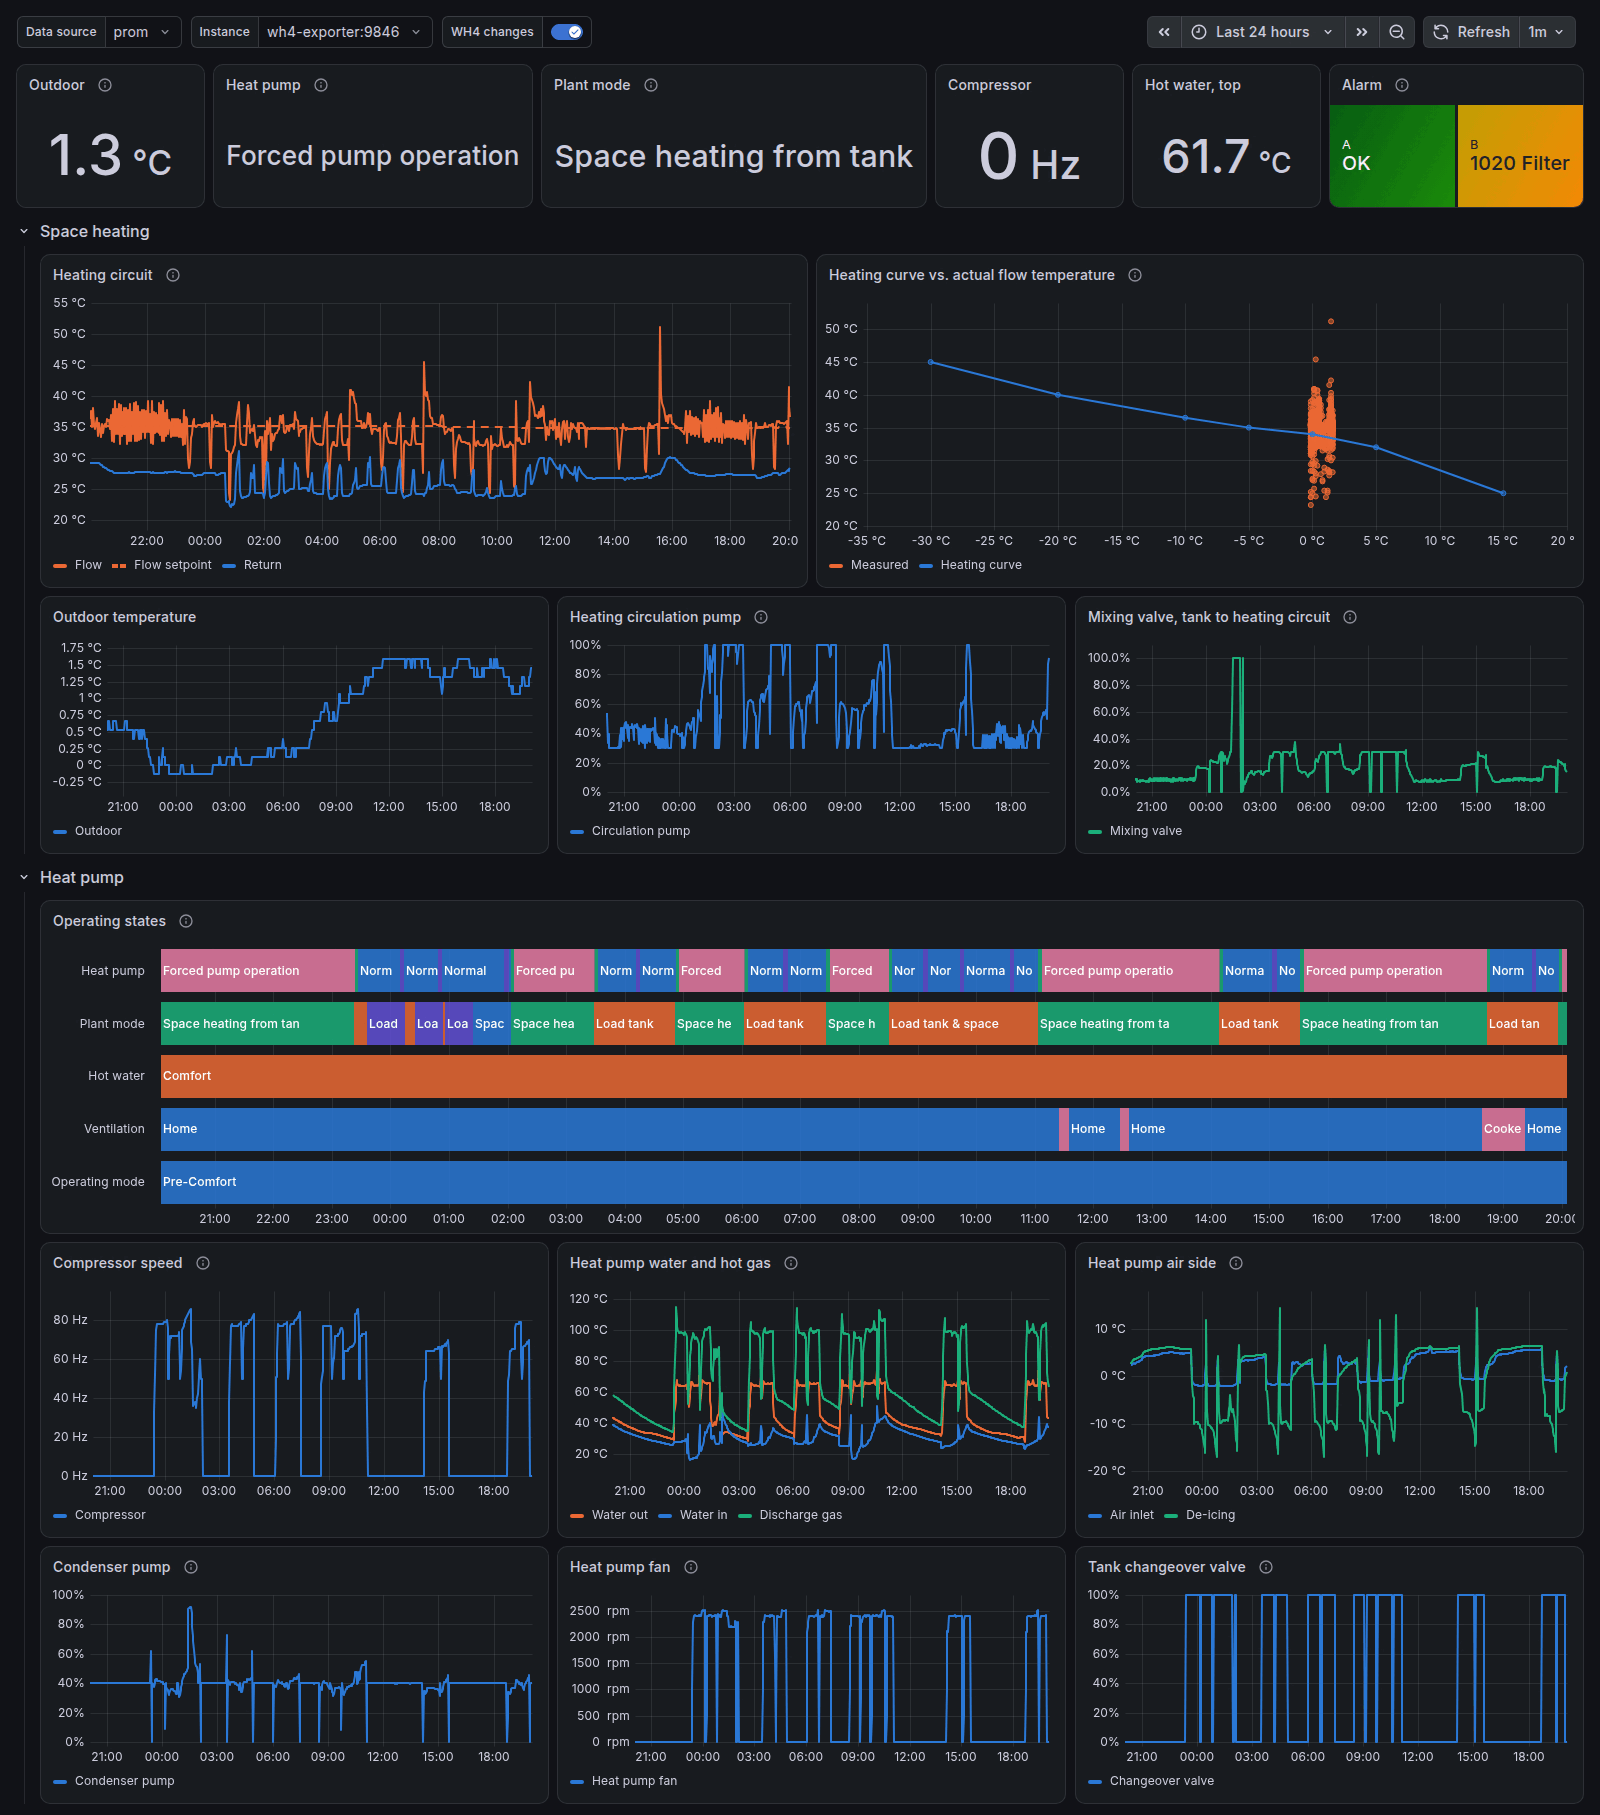 Data source prom Instance wh4-exporter:9846 WH4 changes Last 24 hours Refresh 1m
Outdoor
1.3 °C
Heat pump
Forced pump operation
Plant mode
Space heating from tank
Compressor
0 Hz
Hot water, top
61.7 °C
Alarm
A
OK
B
1020 Filter
Space heating
Heating circuit
55 °C
50 °C
45 °C
40 °C
35 °C
30 °C
25 °C
20 °C
22:00 00:00 02:00 04:00 06:00 08:00 10:00 12:00 14:00 16:00 18:00 20:0
Flow Flow setpoint Return
Heating curve vs. actual flow temperature
50 °C
45 °C
40 °C
35 °C
30 °C
25 °C
20 °C
-35 °C -30 °C -25 °C -20 °C -15 °C -10 °C -5 °C 0 °C 5 °C 10 °C 15 °C 20 °
Measured Heating curve
Outdoor temperature
1.75 °C
1.5 °C
1.25 °C
1 °C
0.75 °C
0.5 °C
0.25 °C
0 °C
-0.25 °C
21:00 00:00 03:00 06:00 09:00 12:00 15:00 18:00
Outdoor
Heating circulation pump
100%
80%
60%
40%
20%
0%
21:00 00:00 03:00 06:00 09:00 12:00 15:00 18:00
Circulation pump
Mixing valve, tank to heating circuit
100.0%
80.0%
60.0%
40.0%
20.0%
0.0%
21:00 00:00 03:00 06:00 09:00 12:00 15:00 18:00
Mixing valve
Heat pump
Operating states
Heat pump Forced pump operation Norm Norm Normal Forced pu Norm Norm Forced Norm Norm Forced Nor Nor Norma No Forced pump operatio Norma No Forced pump operation Norm No
Plant mode Space heating from tan Load Loa Loa Spac Space hea Load tank Space he Load tank Space h Load tank & space Space heating from ta Load tank Space heating from tan Load tan
Hot water Comfort
Ventilation Home Home Home Cooke Home
Operating mode Pre-Comfort
21:00 22:00 23:00 00:00 01:00 02:00 03:00 04:00 05:00 06:00 07:00 08:00 09:00 10:00 11:00 12:00 13:00 14:00 15:00 16:00 17:00 18:00 19:00 20:00
Compressor speed
80 Hz
60 Hz
40 Hz
20 Hz
0 Hz
21:00 00:00 03:00 06:00 09:00 12:00 15:00 18:00
Compressor
Heat pump water and hot gas
120 °C
100 °C
80 °C
60 °C
40 °C
20 °C
21:00 00:00 03:00 06:00 09:00 12:00 15:00 18:00
Water out Water in Discharge gas
Heat pump air side
10 °C
0 °C
-10 °C
-20 °C
21:00 00:00 03:00 06:00 09:00 12:00 15:00 18:00
Air inlet De-icing
Condenser pump
100%
80%
60%
40%
20%
0%
21:00 00:00 03:00 06:00 09:00 12:00 15:00 18:00
Condenser pump
Heat pump fan
2500 rpm
2000 rpm
1500 rpm
1000 rpm
500 rpm
0 rpm
21:00 00:00 03:00 06:00 09:00 12:00 15:00 18:00
Heat pump fan
Tank changeover valve
100%
80%
60%
40%
20%
0%
21:00 00:00 03:00 06:00 09:00 12:00 15:00 18:00
Changeover valve